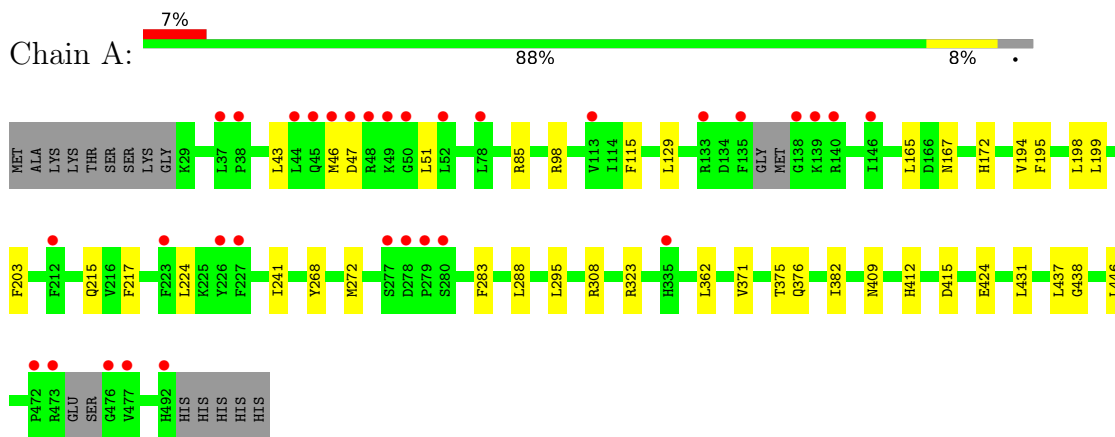 7%
Chain A:
88% 8% •
MET ALA LYS LYS THR SER SER LYS GLY K29 L37 P38 L43 L44 Q45 M46 D47 R48 K49 G50 L51 L52 L78 R85 R98 V113 I114 F115 L129 R133 D134 F135 GLY MET G138 K139 R140 I146 L165 D166 N167 H172 V194 F195 L198 L199
F203 F212 Q215 V216 F217 F223 L224 K225 Y226 F227 I241 Y268 M272 S277 D278 P279 S280 F283 L288 L295 R308 R323 H335 L362 V371 T375 Q376 I382 N409 H412 D415 E424 L431 L437 G438 L446
P472 R473 GLU SER G476 V477 H492 HIS HIS HIS HIS HIS